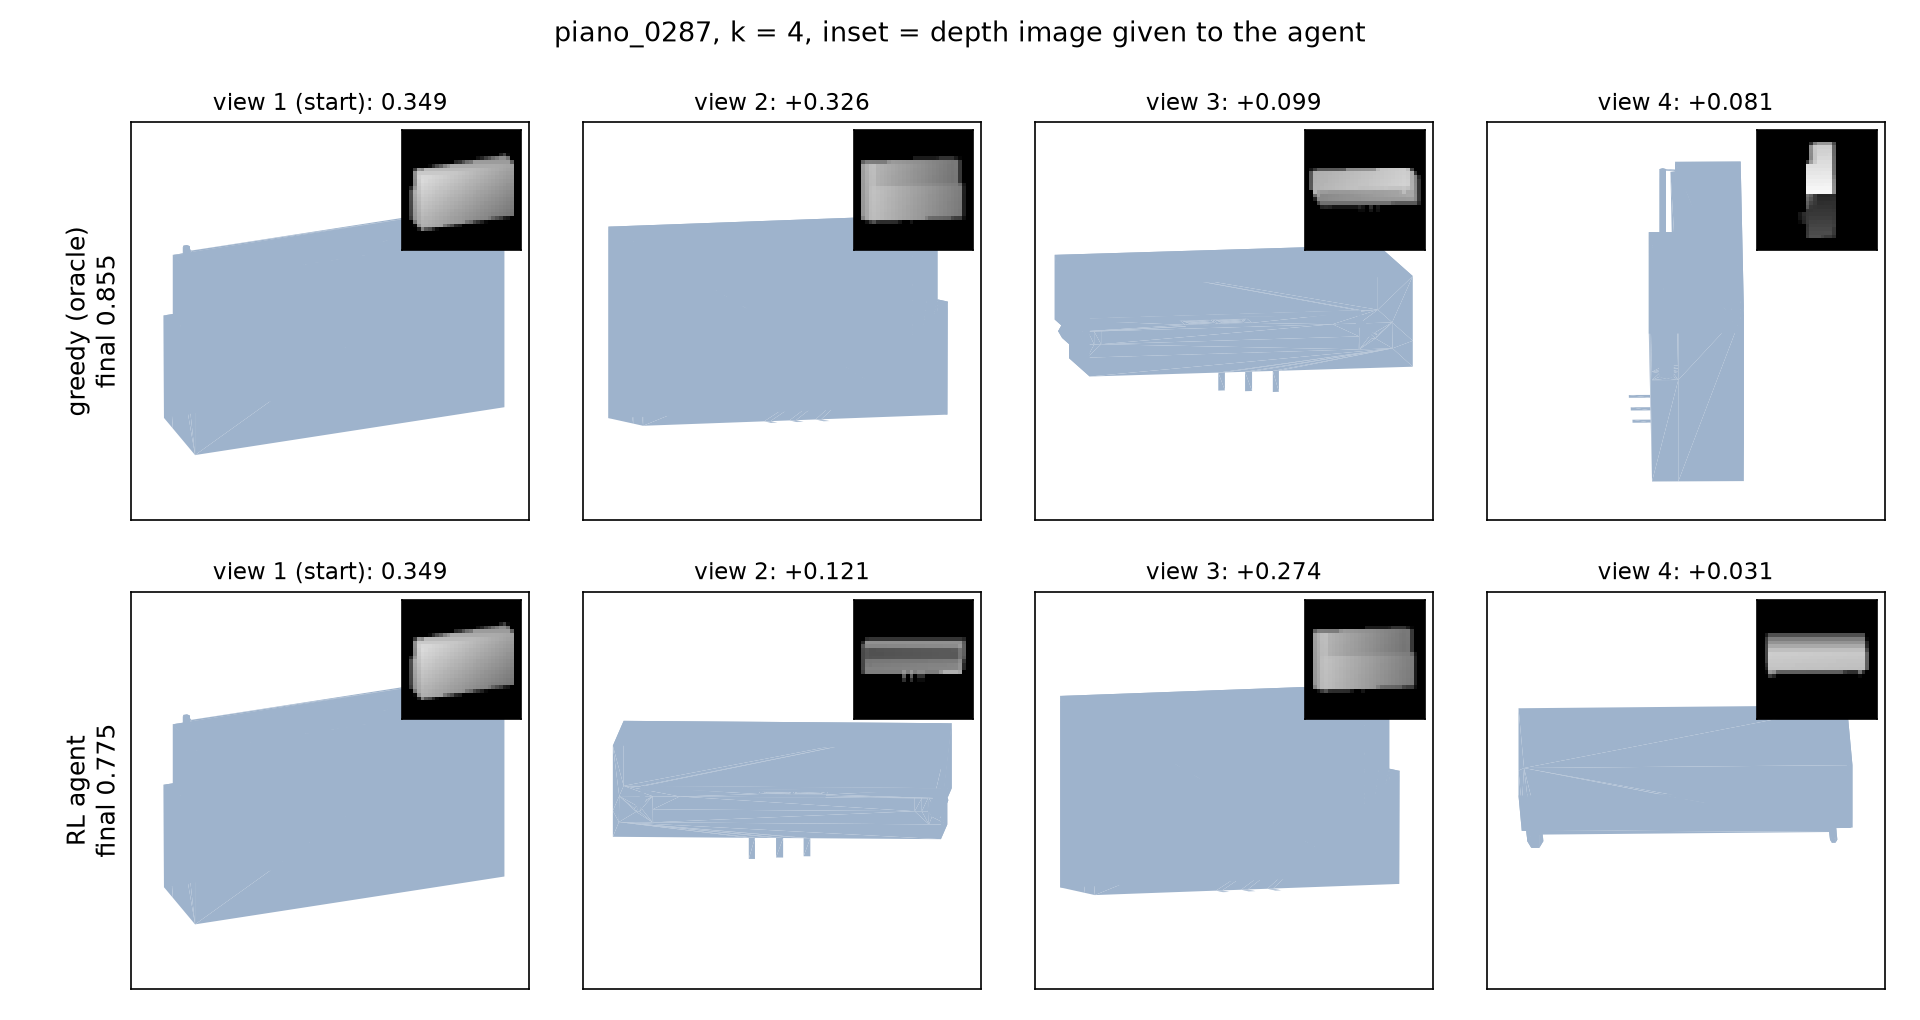 piano_0287, k = 4, inset = depth image given to the agent
view 1 (start): 0.349
view 2: +0.326
view 3: +0.099
view 4: +0.081
greedy (oracle)
final 0.855
view 1 (start): 0.349
view 2: +0.121
view 3: +0.274
view 4: +0.031
RL agent
final 0.775